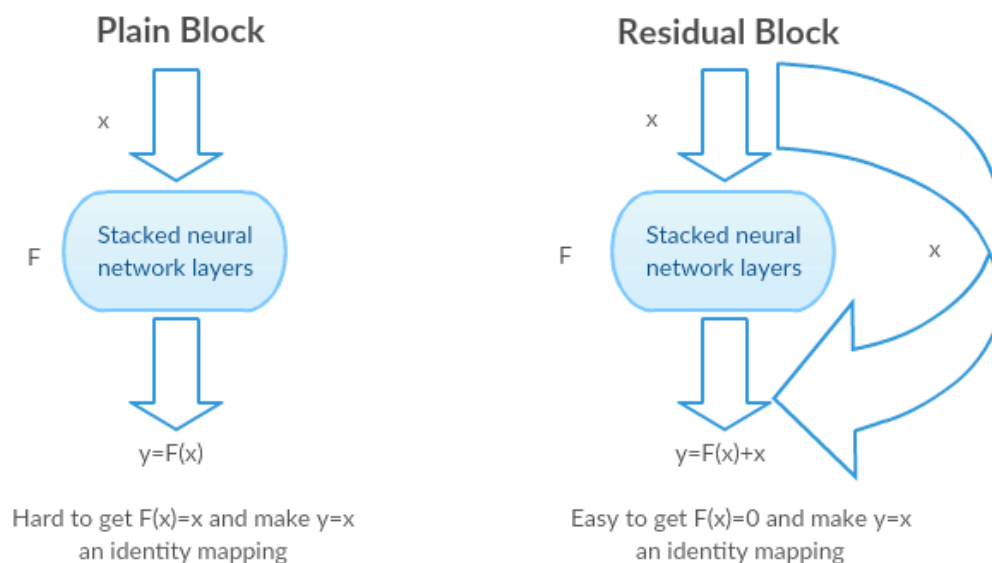 Plain Block
x
F
Stacked neural
network layers
y=F(x)
Hard to get F(x)=x and make y=x
an identity mapping
Residual Block
x
F
Stacked neural
network layers
x
y=F(x)+x
Easy to get F(x)=0 and make y=x
an identity mapping